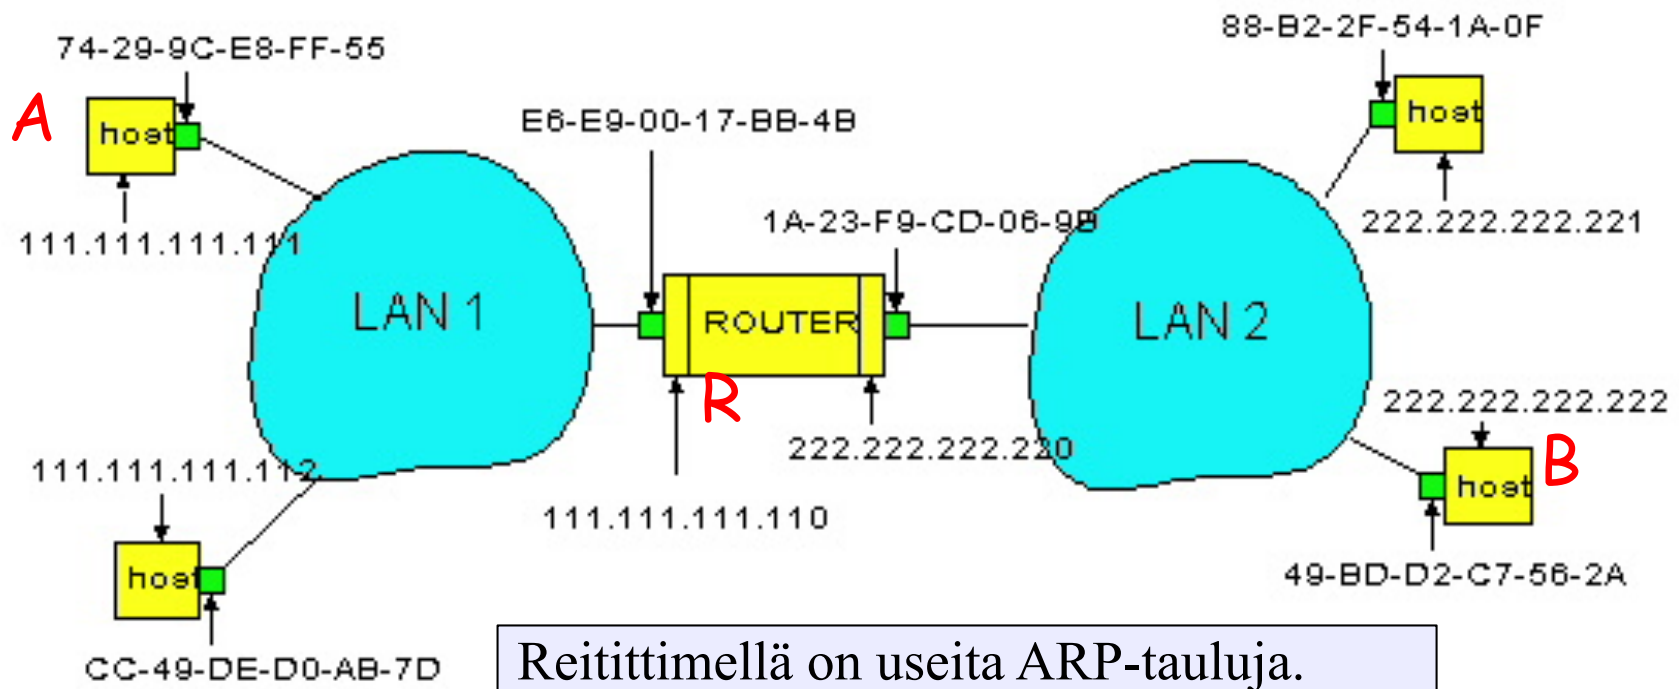 74-29-9C-E8-FF-55
88-B2-2F-54-1A-0F
A
host
E6-E9-00-17-BB-4B
host
111.111.111.111
1A-23-F9-CD-06-9B
222.222.222.221
LAN 1
ROUTER
LAN 2
R
222.222.222.222
111.111.111.112
222.222.222.220
host
B
111.111.111.110
host
49-BD-D2-C7-56-2A
CC-49-DE-D0-AB-7D
Reitittimellä on useita ARP-tauluja.